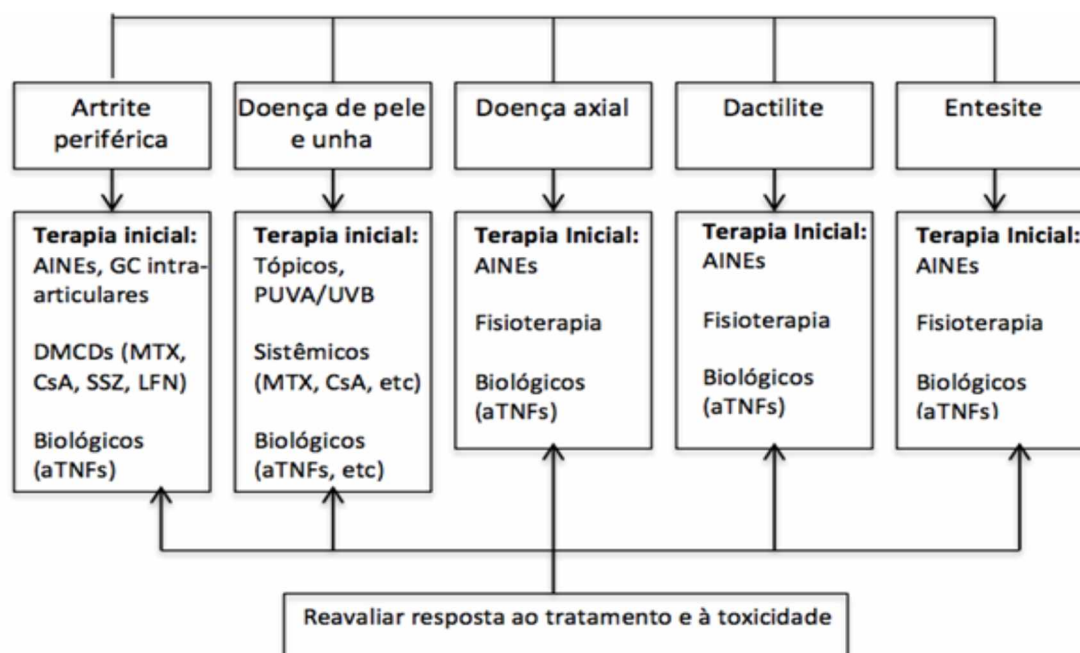 Artrite
periférica
Doença de pele
e unha
Doença axial
Dactilite
Entesite
Terapia inicial:
AINEs, GC intra-
articulares
DMCDs (MTX,
CsA, SSZ, LFN)
Biológicos
(aTNFs)
Terapia inicial:
Tópicos,
PUVA/UVB
Sistêmicos
(MTX, CsA, etc)
Biológicos
(aTNFs, etc)
Terapia Inicial:
AINEs
Fisioterapia
Biológicos
(aTNFs)
Terapia Inicial:
AINEs
Fisioterapia
Biológicos
(aTNFs)
Terapia Inicial:
AINEs
Fisioterapia
Biológicos
(aTNFs)
Reavaliar resposta ao tratamento e à toxicidade